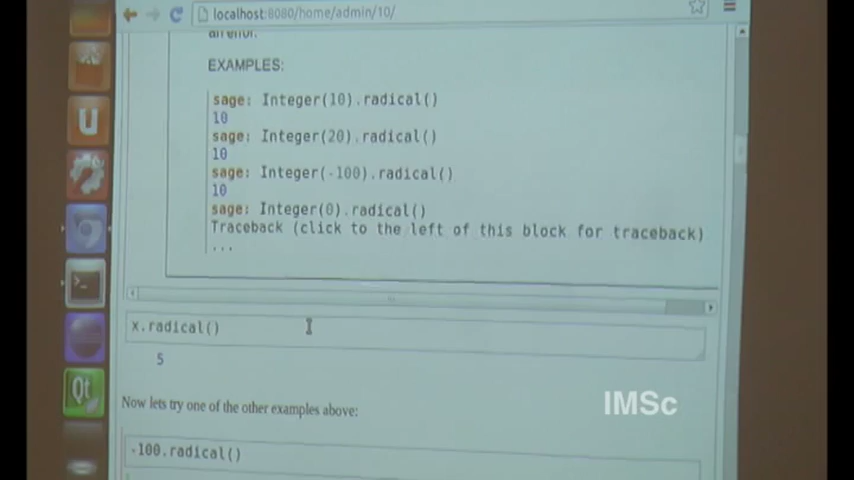 localhost:8080/home/admin/10/
an error.
EXAMPLES:
sage: Integer(10).radical()
10
sage: Integer(20).radical()
10
sage: Integer(-100).radical()
10
sage: Integer(0).radical()
Traceback (click to the left of this block for traceback)
...
x.radical()
5
Now lets try one of the other examples above:
-100.radical()
IMSc
U
>_
Qt